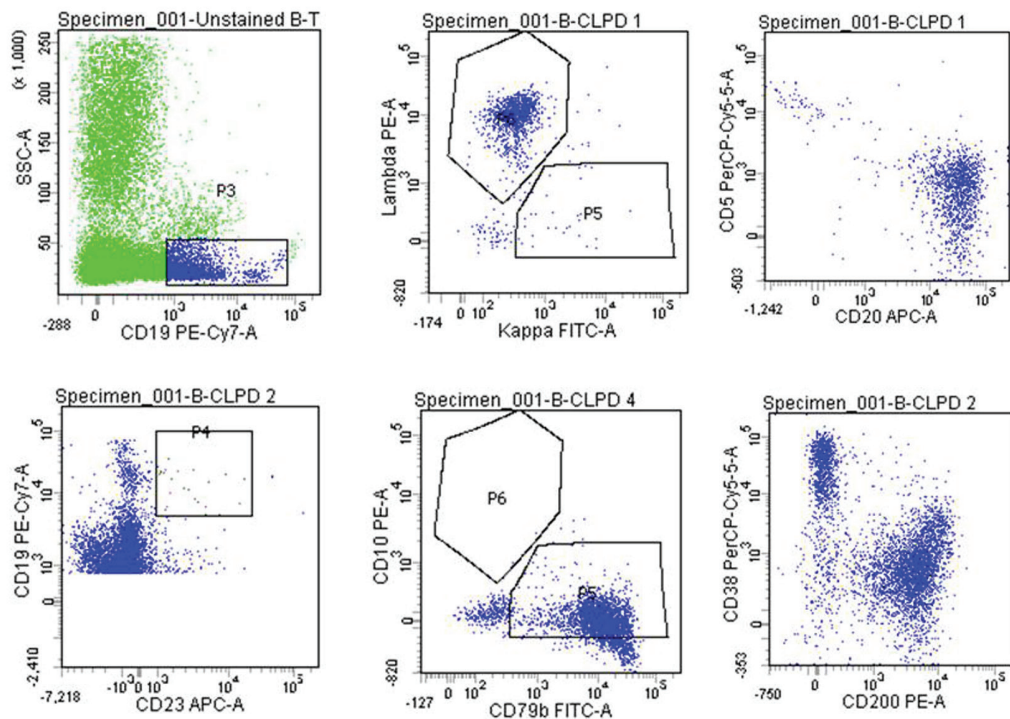 Specimen_001-Unstained B-T
SSC-A
(x 1,000)
50 100 150 200 250
P3
-288
0 10³ 10⁴ 10⁵
CD19 PE-Cy7-A
Specimen_001-B-CLPD 1
Lambda PE-A
-820
0 10³ 10⁴ 10⁵
P5
-174
0 10² 10³ 10⁴ 10⁵
Kappa FITC-A
Specimen_001-B-CLPD 1
CD5 PerCP-Cy5-5-A
-503
0 10³ 10⁴ 10⁵
-1,242
0 10³ 10⁴ 10⁵
CD20 APC-A
Specimen_001-B-CLPD 2
CD19 PE-Cy7-A
-2,410
0 10³ 10⁴ 10⁵
P4
-7,218
-10³ 0 10³ 10⁴ 10⁵
CD23 APC-A
Specimen_001-B-CLPD 4
CD10 PE-A
-820
0 10³ 10⁴ 10⁵
P6
P5
-127
0 10² 10³ 10⁴ 10⁵
CD79b FITC-A
Specimen_001-B-CLPD 2
CD38 PerCP-Cy5-5-A
-353
0 10³ 10⁴ 10⁵
-750
0 10³ 10⁴ 10⁵
CD200 PE-A